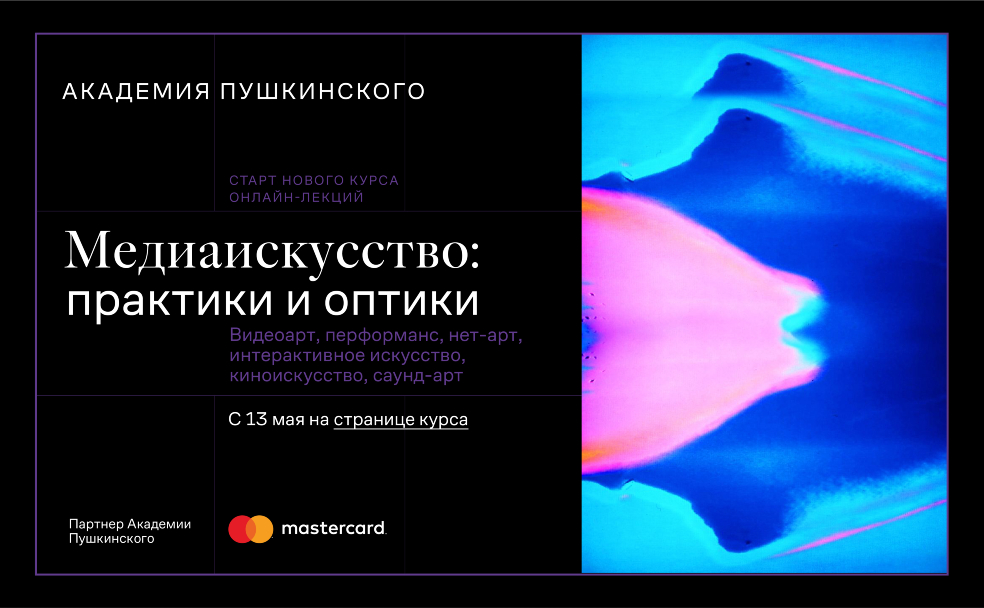 АКАДЕМИЯ ПУШКИНСКОГО
СТАРТ НОВОГО КУРСА
ОНЛАЙН-ЛЕКЦИЙ
Медиаискусство:
практики и оптики
Видеоарт, перформанс, нет-арт,
интерактивное искусство,
киноискусство, саунд-арт
С 13 мая на странице курса
Партнер Академии
Пушкинского
mastercard.